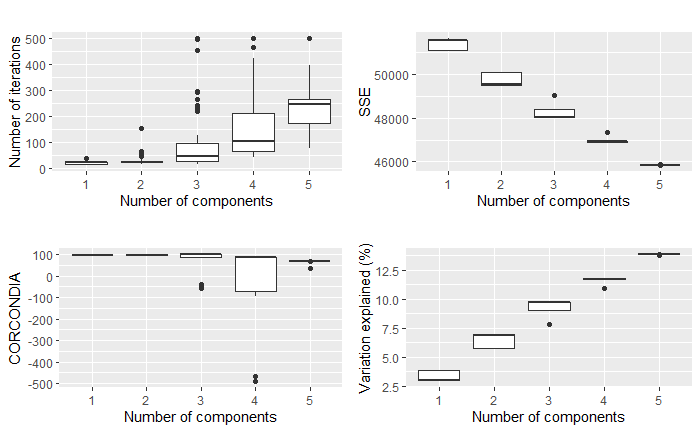 Number of iterations
500
400
300
200
100
0
1 2 3 4 5
Number of components
SSE
50000
48000
46000
1 2 3 4 5
Number of components
CORCONDIA
100
0
-100
-200
-300
-400
-500
1 2 3 4 5
Number of components
Variation explained (%)
12.5
10.0
7.5
5.0
2.5
1 2 3 4 5
Number of components